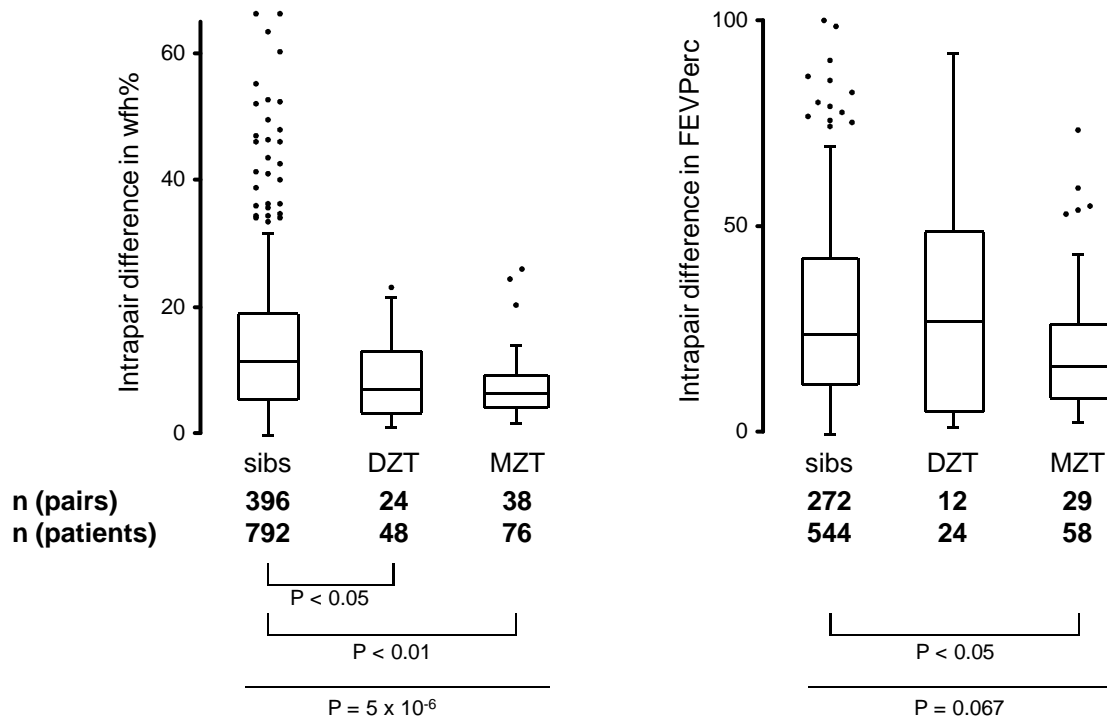 Intrapair difference in wfh%
60
40
20
0
sibs DZT MZT
n (pairs) 396 24 38
n (patients) 792 48 76
P < 0.05
P < 0.01
P = 5 x 10⁻⁶
Intrapair difference in FEVPerc
100
50
0
sibs DZT MZT
272 12 29
544 24 58
P < 0.05
P = 0.067